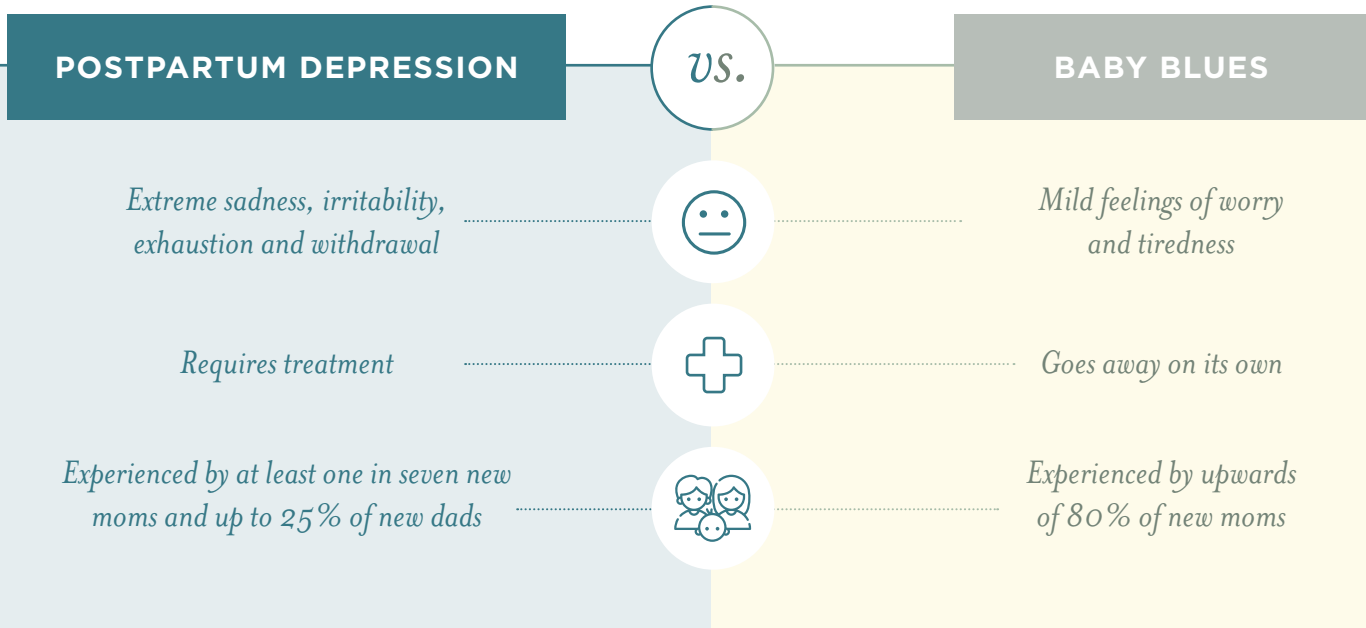 POSTPARTUM DEPRESSION
vs.
BABY BLUES
Extreme sadness, irritability,
exhaustion and withdrawal
Mild feelings of worry
and tiredness
Requires treatment
Goes away on its own
Experienced by at least one in seven new
moms and up to 25% of new dads
Experienced by upwards
of 80% of new moms